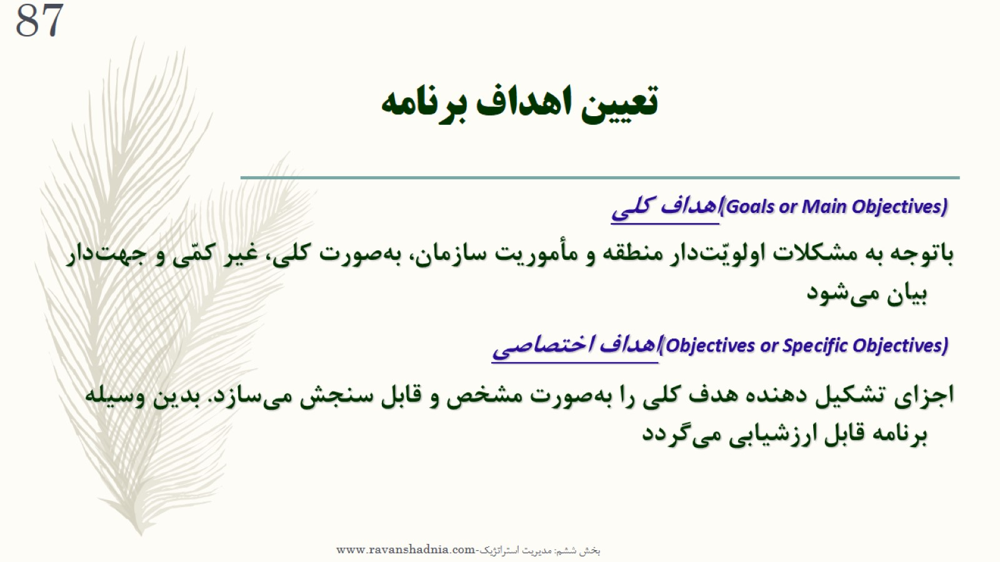 87
تعیین اهداف برنامه
اهداف کلی(Goals or Main Objectives)
باتوجه به مشکلات اولویّت‌دار منطقه و مأموریت سازمان، به‌صورت کلی، غیر کمّی و جهت‌دار
بیان می‌شود
اهداف اختصاصی(Objectives or Specific Objectives)
اجزای تشکیل دهنده هدف کلی را به‌صورت مشخص و قابل سنجش می‌سازد. بدین وسیله
برنامه قابل ارزشیابی می‌گردد
بخش ششم: مدیریت استراتژیک-www.ravanshadnia.com